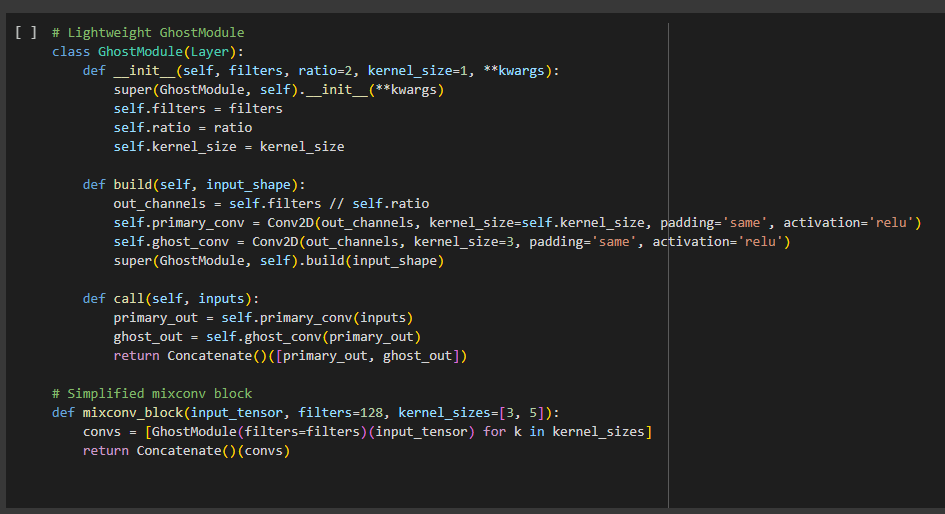 [ ] # Lightweight GhostModule
class GhostModule(Layer):
    def __init__(self, filters, ratio=2, kernel_size=1, **kwargs):
        super(GhostModule, self).__init__(**kwargs)
        self.filters = filters
        self.ratio = ratio
        self.kernel_size = kernel_size

    def build(self, input_shape):
        out_channels = self.filters // self.ratio
        self.primary_conv = Conv2D(out_channels, kernel_size=self.kernel_size, padding='same', activation='relu')
        self.ghost_conv = Conv2D(out_channels, kernel_size=3, padding='same', activation='relu')
        super(GhostModule, self).build(input_shape)

    def call(self, inputs):
        primary_out = self.primary_conv(inputs)
        ghost_out = self.ghost_conv(primary_out)
        return Concatenate()([primary_out, ghost_out])

# Simplified mixconv block
def mixconv_block(input_tensor, filters=128, kernel_sizes=[3, 5]):
    convs = [GhostModule(filters=filters)(input_tensor) for k in kernel_sizes]
    return Concatenate()(convs)